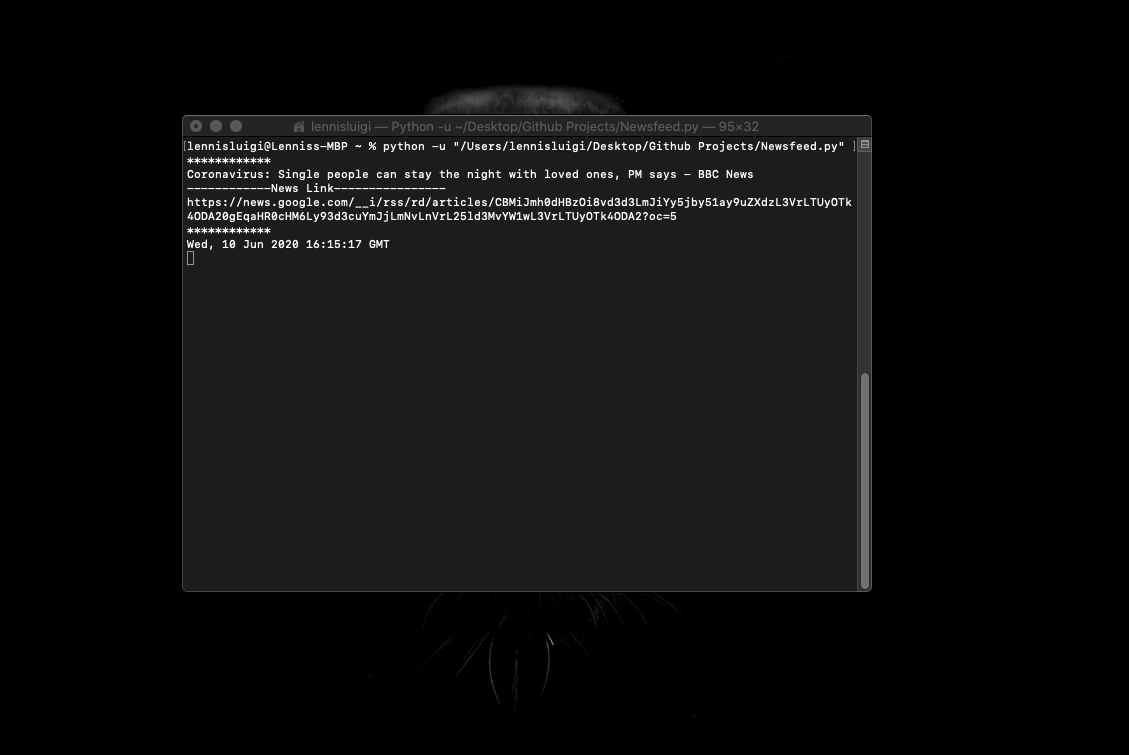 lennisluigi — Python -u ~/Desktop/Github Projects/Newsfeed.py — 95×32
[lennisluigi@Lenniss-MBP ~ % python -u "/Users/lennisluigi/Desktop/Github Projects/Newsfeed.py" ]
************
Coronavirus: Single people can stay the night with loved ones, PM says - BBC News
------------News Link----------------
https://news.google.com/__i/rss/rd/articles/CBMiJmh0dHBzOi8vd3d3LmJiYy5jby51ay9uZXdzL3VrLTUyOTk
4ODA20gEqaHR0cHM6Ly93d3cuYmJjLmNvLnVrL25ld3MvYW1wL3VrLTUyOTk4ODA2?oc=5
************
Wed, 10 Jun 2020 16:15:17 GMT